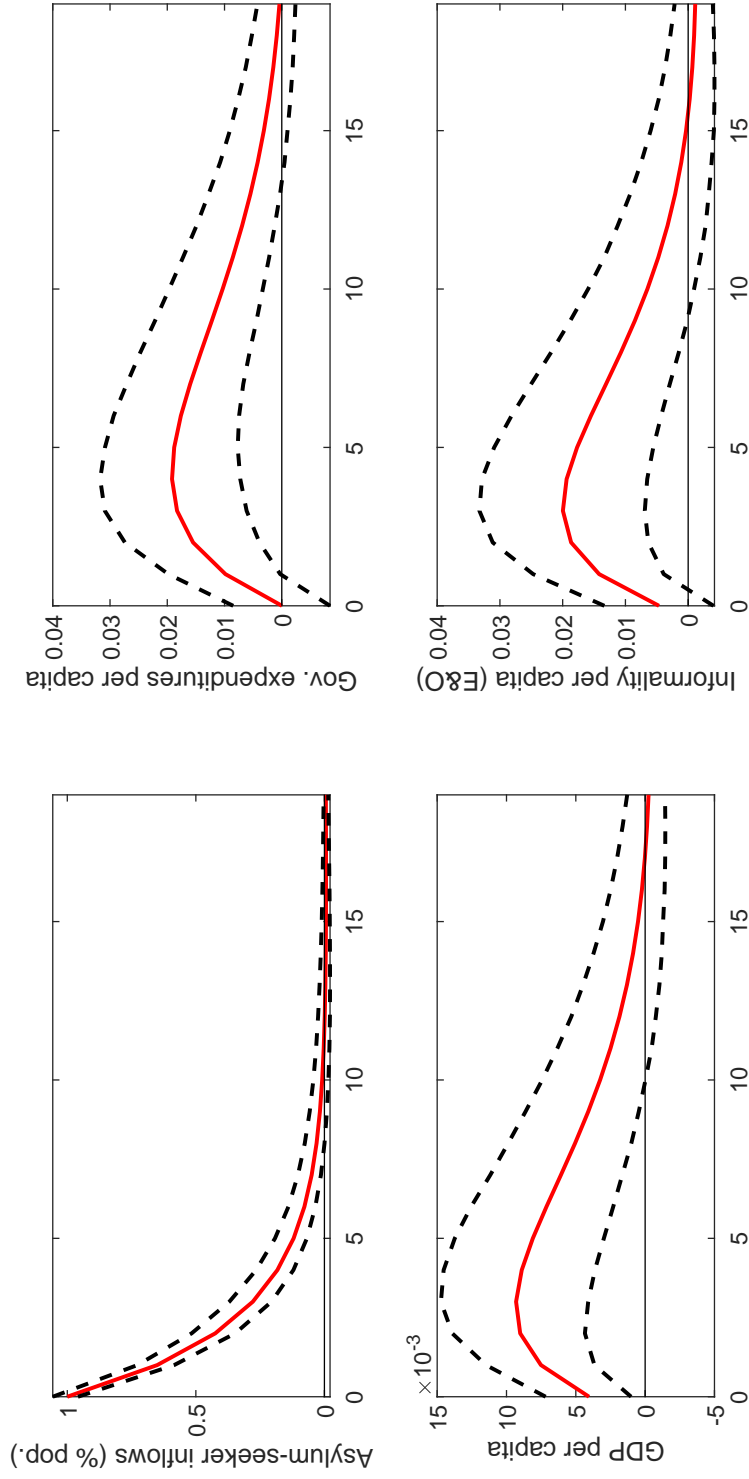 Asylum-seeker inflows (% pop.)
1
0.5
0
0 5 10 15
Gov. expenditures per capita
0.04
0.03
0.02
0.01
0
0 5 10 15
GDP per capita
×10-3
15
10
5
0
-5
0 5 10 15
Informality per capita (E&O)
0.04
0.03
0.02
0.01
0
0 5 10 15